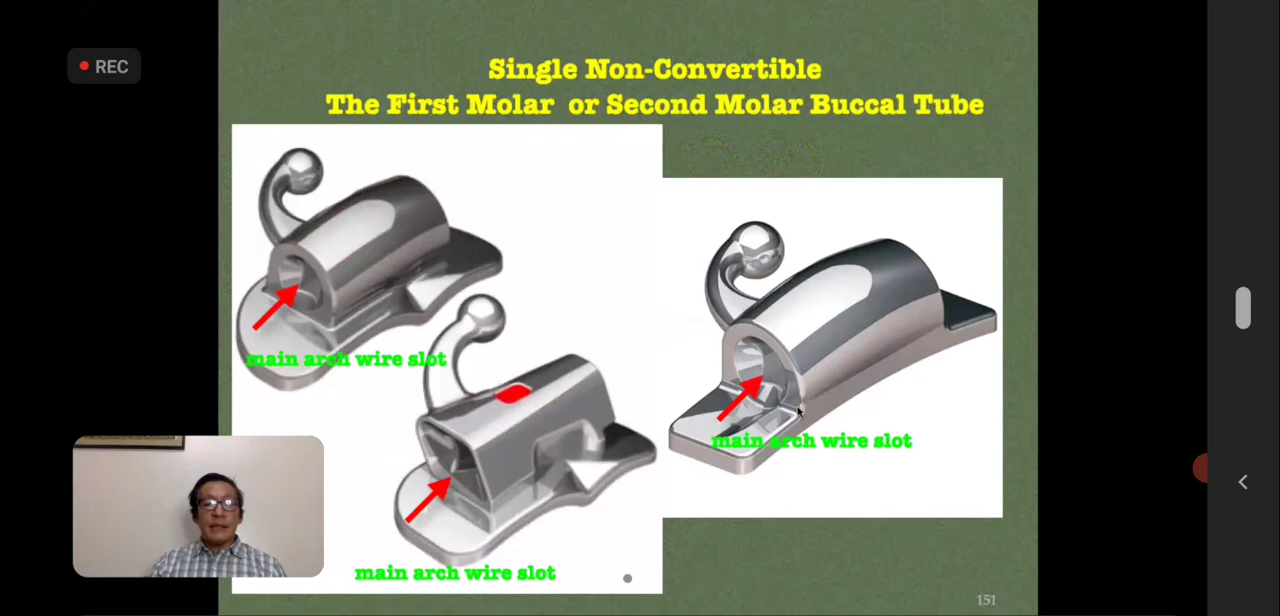 REC
Single Non-Convertible
The First Molar or Second Molar Buccal Tube
main arch wire slot
main arch wire slot
main arch wire slot
151